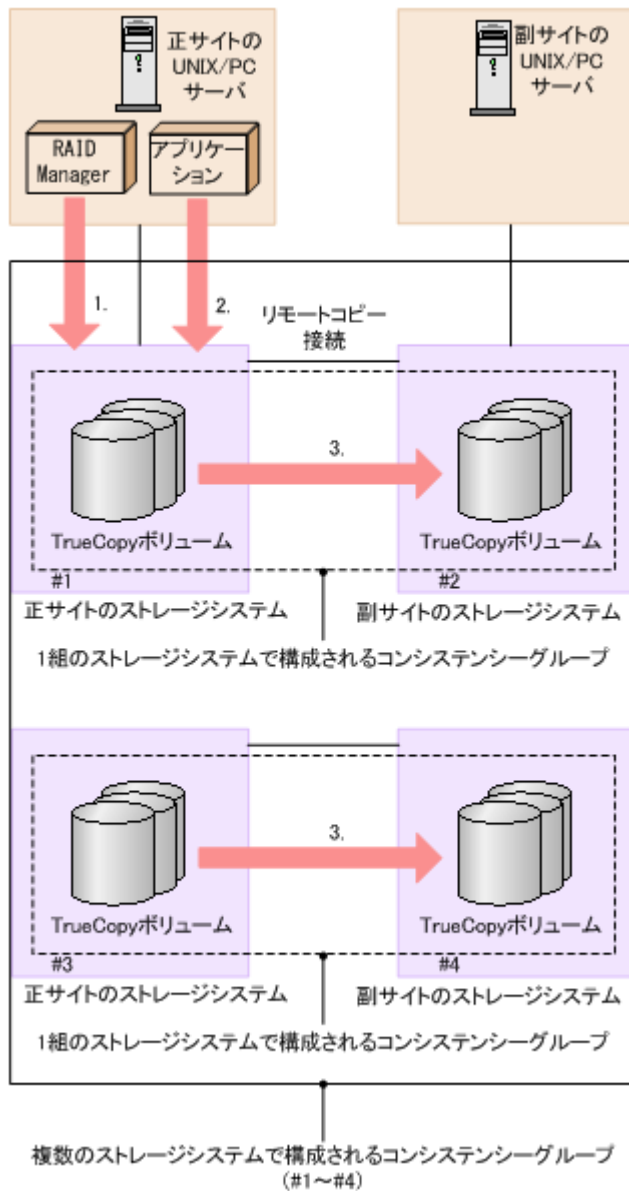 正サイトの
UNIX/PC
サーバ
副サイトの
UNIX/PC
サーバ
RAID
Manager
アプリケー
ション
1.
2.
リモートコピー
接続
3.
TrueCopyボリューム
TrueCopyボリューム
#1
#2
正サイトのストレージシステム
副サイトのストレージシステム
1組のストレージシステムで構成されるコンシステンシーグループ
3.
TrueCopyボリューム
TrueCopyボリューム
#3
#4
正サイトのストレージシステム
副サイトのストレージシステム
1組のストレージシステムで構成されるコンシステンシーグループ
複数のストレージシステムで構成されるコンシステンシーグループ
(#1～#4)